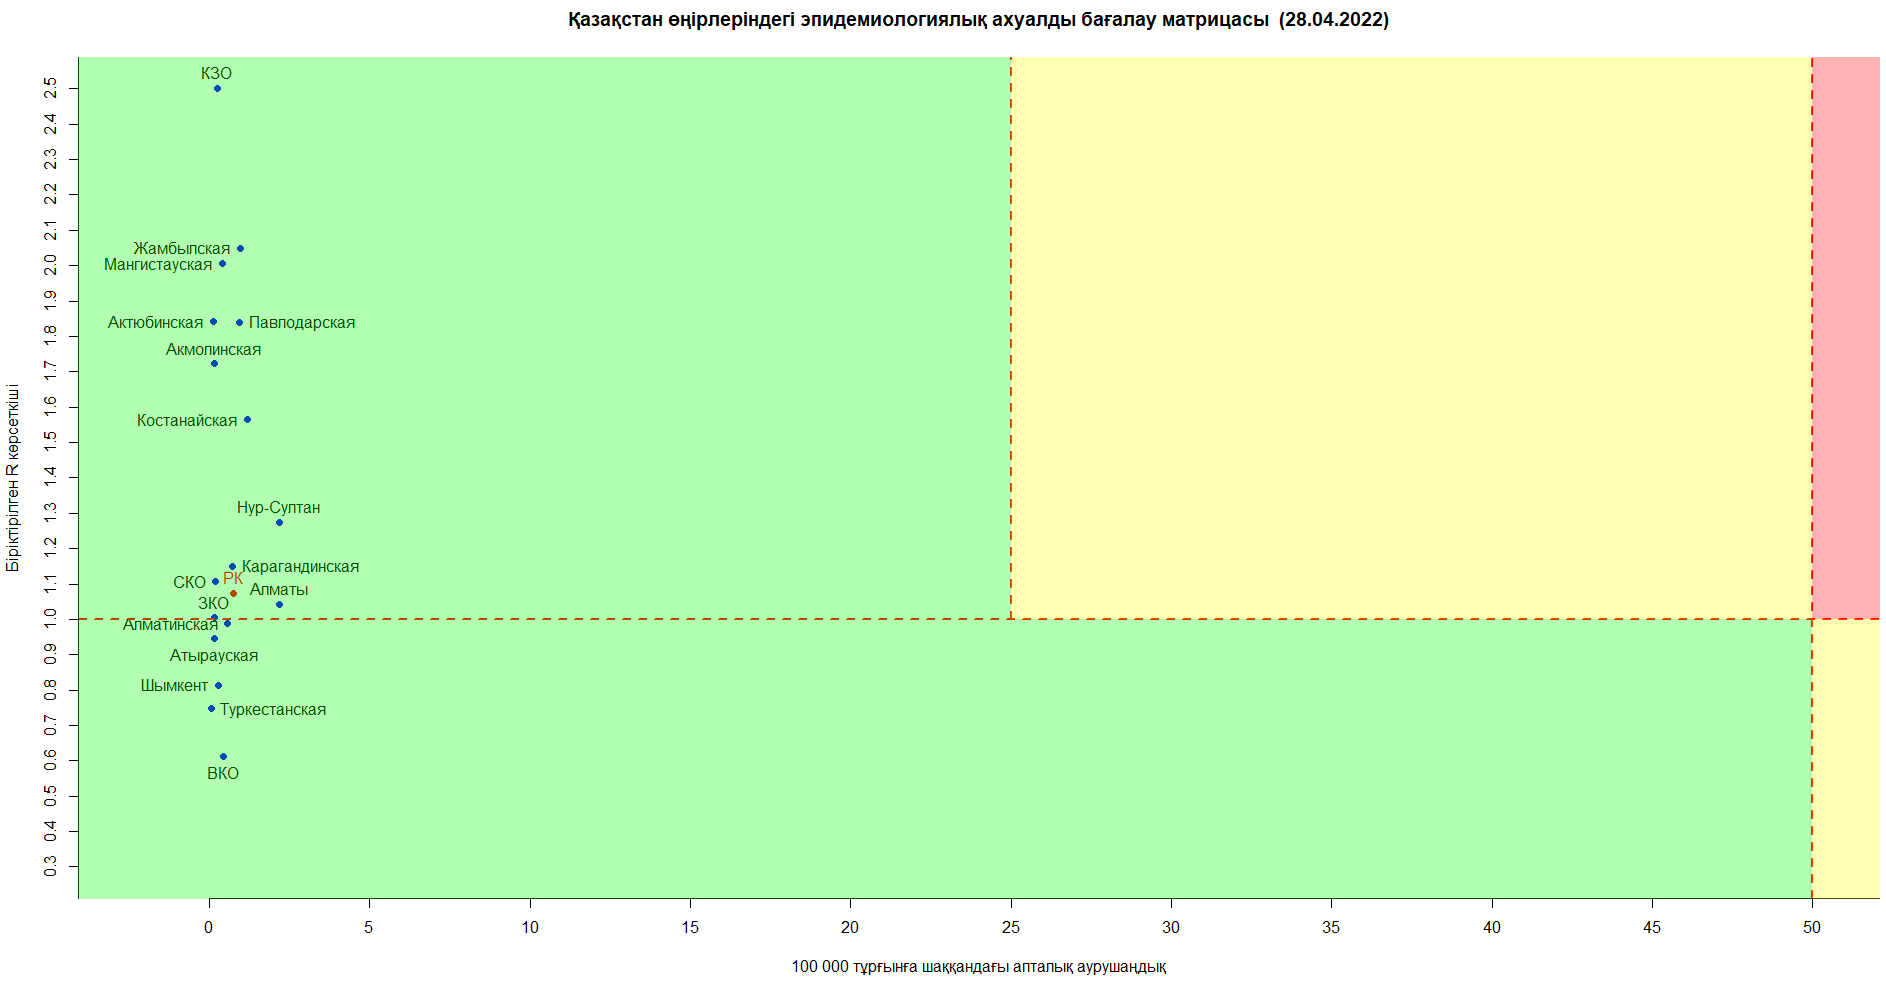 Қазақстан өңірлеріндегі эпидемиологиялық ахуалды бағалау матрицасы (28.04.2022)
КЗО
Жамбылская
Мангистауская
Актюбинская
Павлодарская
Акмолинская
Костанайская
Нур-Султан
Карагандинская
СКО
РК
Алматы
ЗКО
Алматинская
Атырауская
Шымкент
Туркестанская
ВКО
Біріктірілген R көрсеткіші
2.5
2.4
2.3
2.2
2.1
2.0
1.9
1.8
1.7
1.6
1.5
1.4
1.3
1.2
1.1
1.0
0.9
0.8
0.7
0.6
0.5
0.4
0.3
0 5 10 15 20 25 30 35 40 45 50
100 000 тұрғынға шаққандағы апталық аурушаңдық